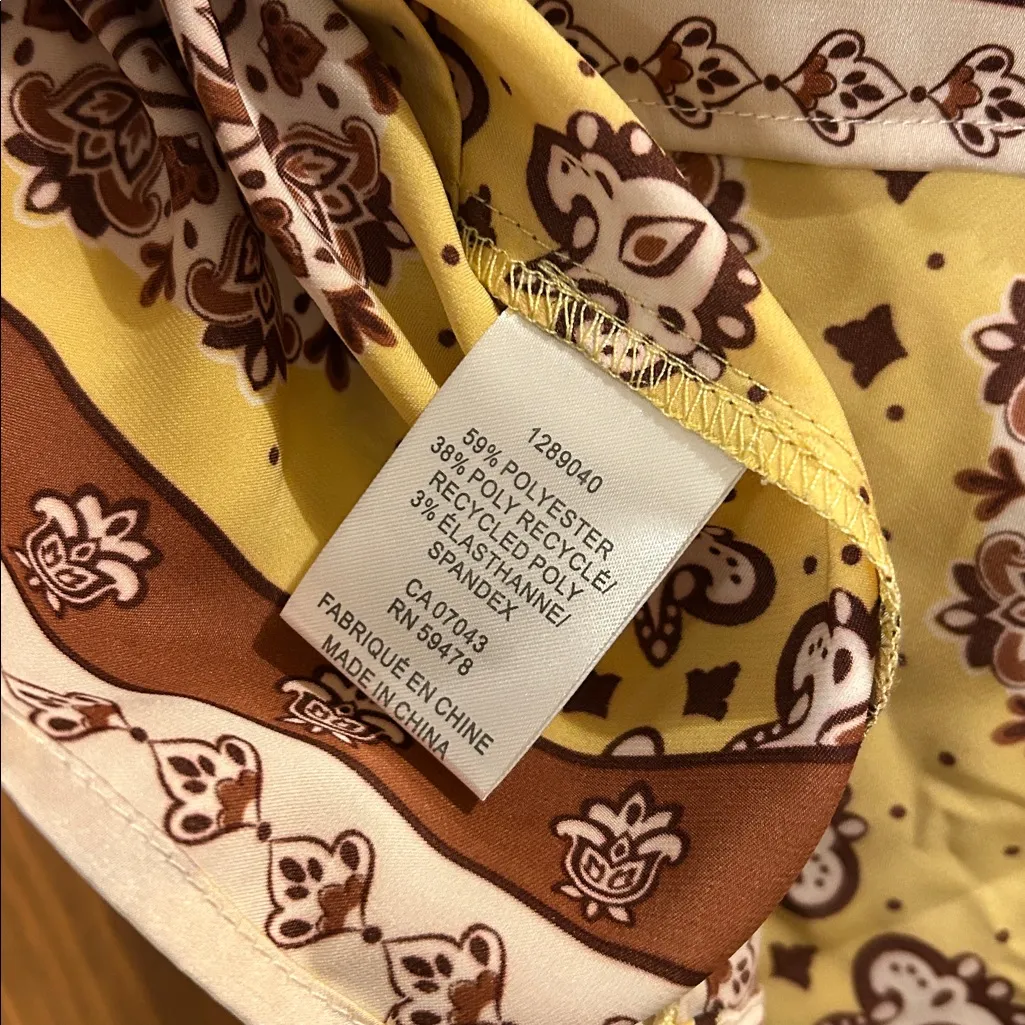 1289040
59% POLYESTER
38% POLY RECYCLÉ/
RECYCLED POLY
3% ÉLASTHANNE/
SPANDEX
CA 07043
RN 59478
FABRIQUÉ EN CHINE
MADE IN CHINA